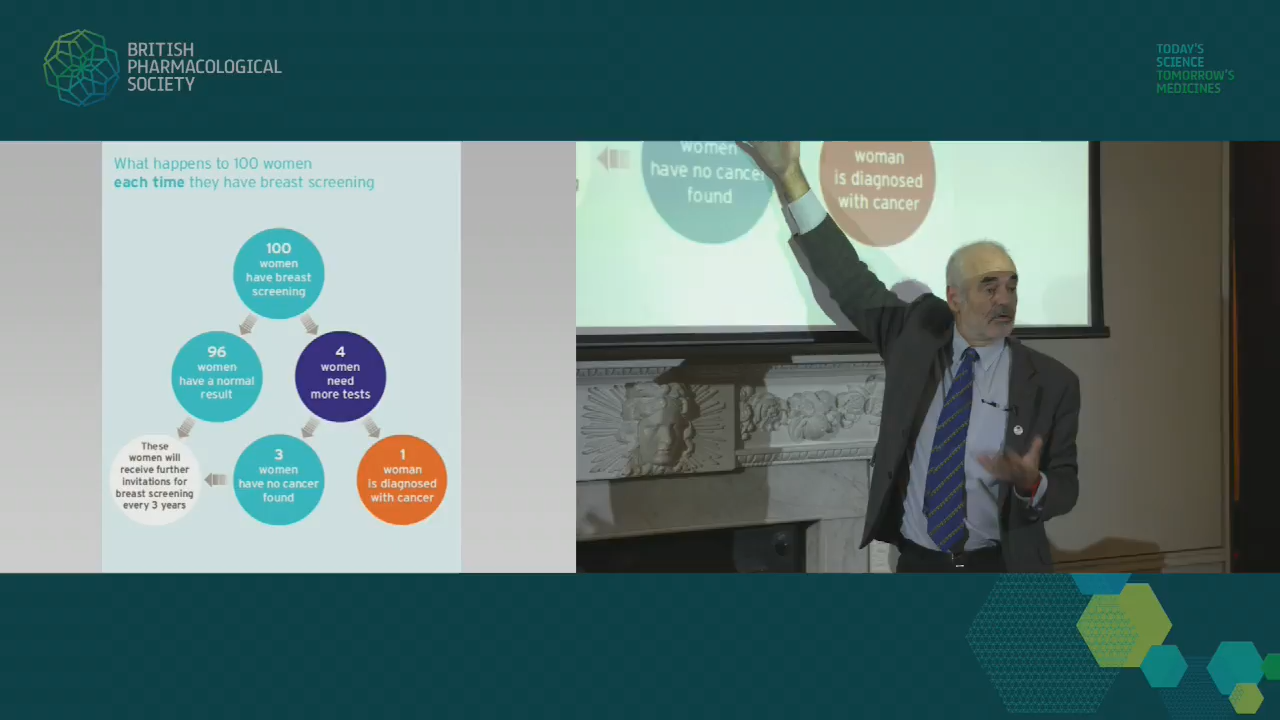 BRITISH
PHARMACOLOGICAL
SOCIETY
TODAY'S
SCIENCE
TOMORROW'S
MEDICINES
What happens to 100 women
each time they have breast screening
100
women
have breast
screening
96
women
have a normal
result
4
women
need
more tests
These
women will
receive further
invitations for
breast screening
every 3 years
3
women
have no cancer
found
1
woman
is diagnosed
with cancer
women
have no cancer
found
woman
is diagnosed
with cancer